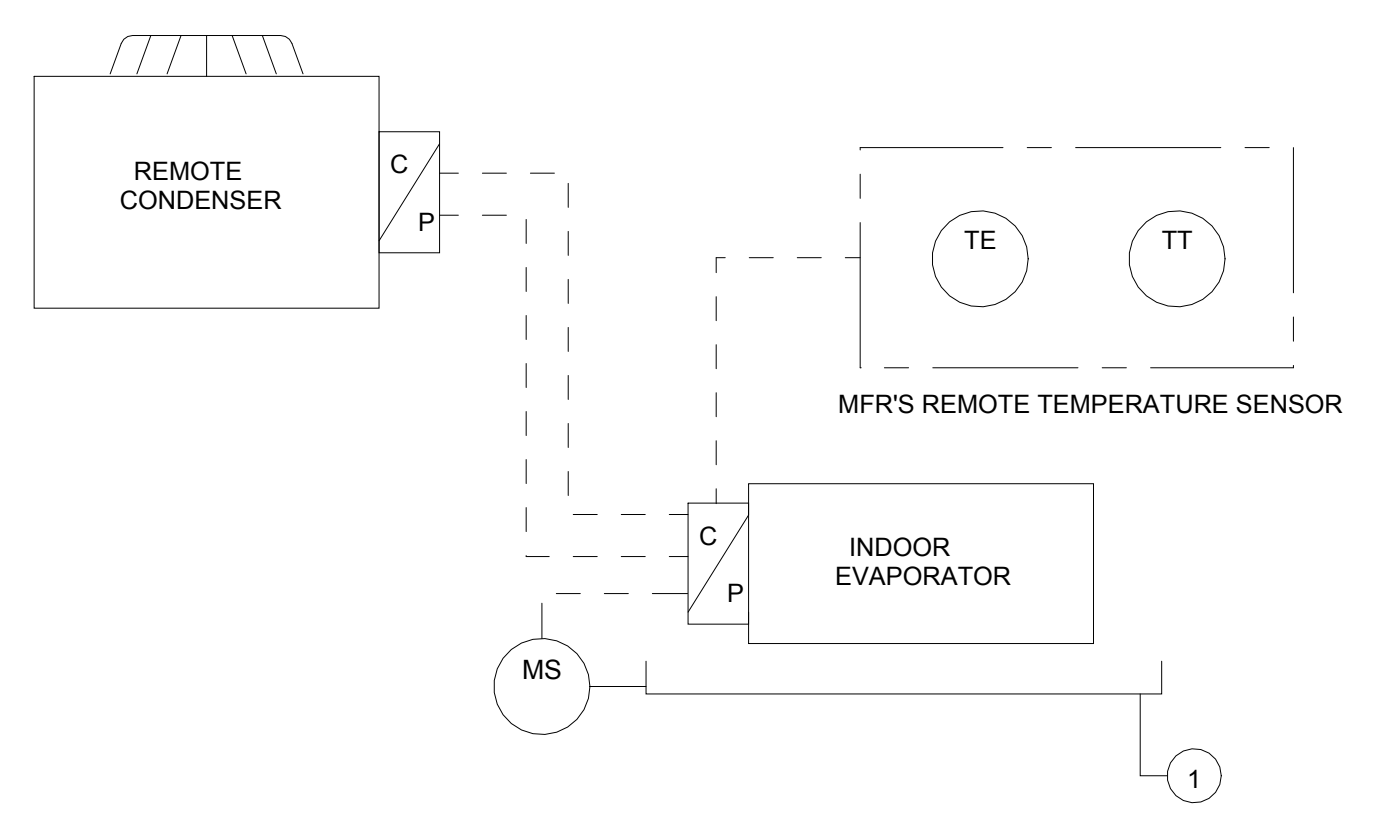 REMOTE
CONDENSER
C
P
TE
TT
MFR'S REMOTE TEMPERATURE SENSOR
C
P
INDOOR
EVAPORATOR
MS
1